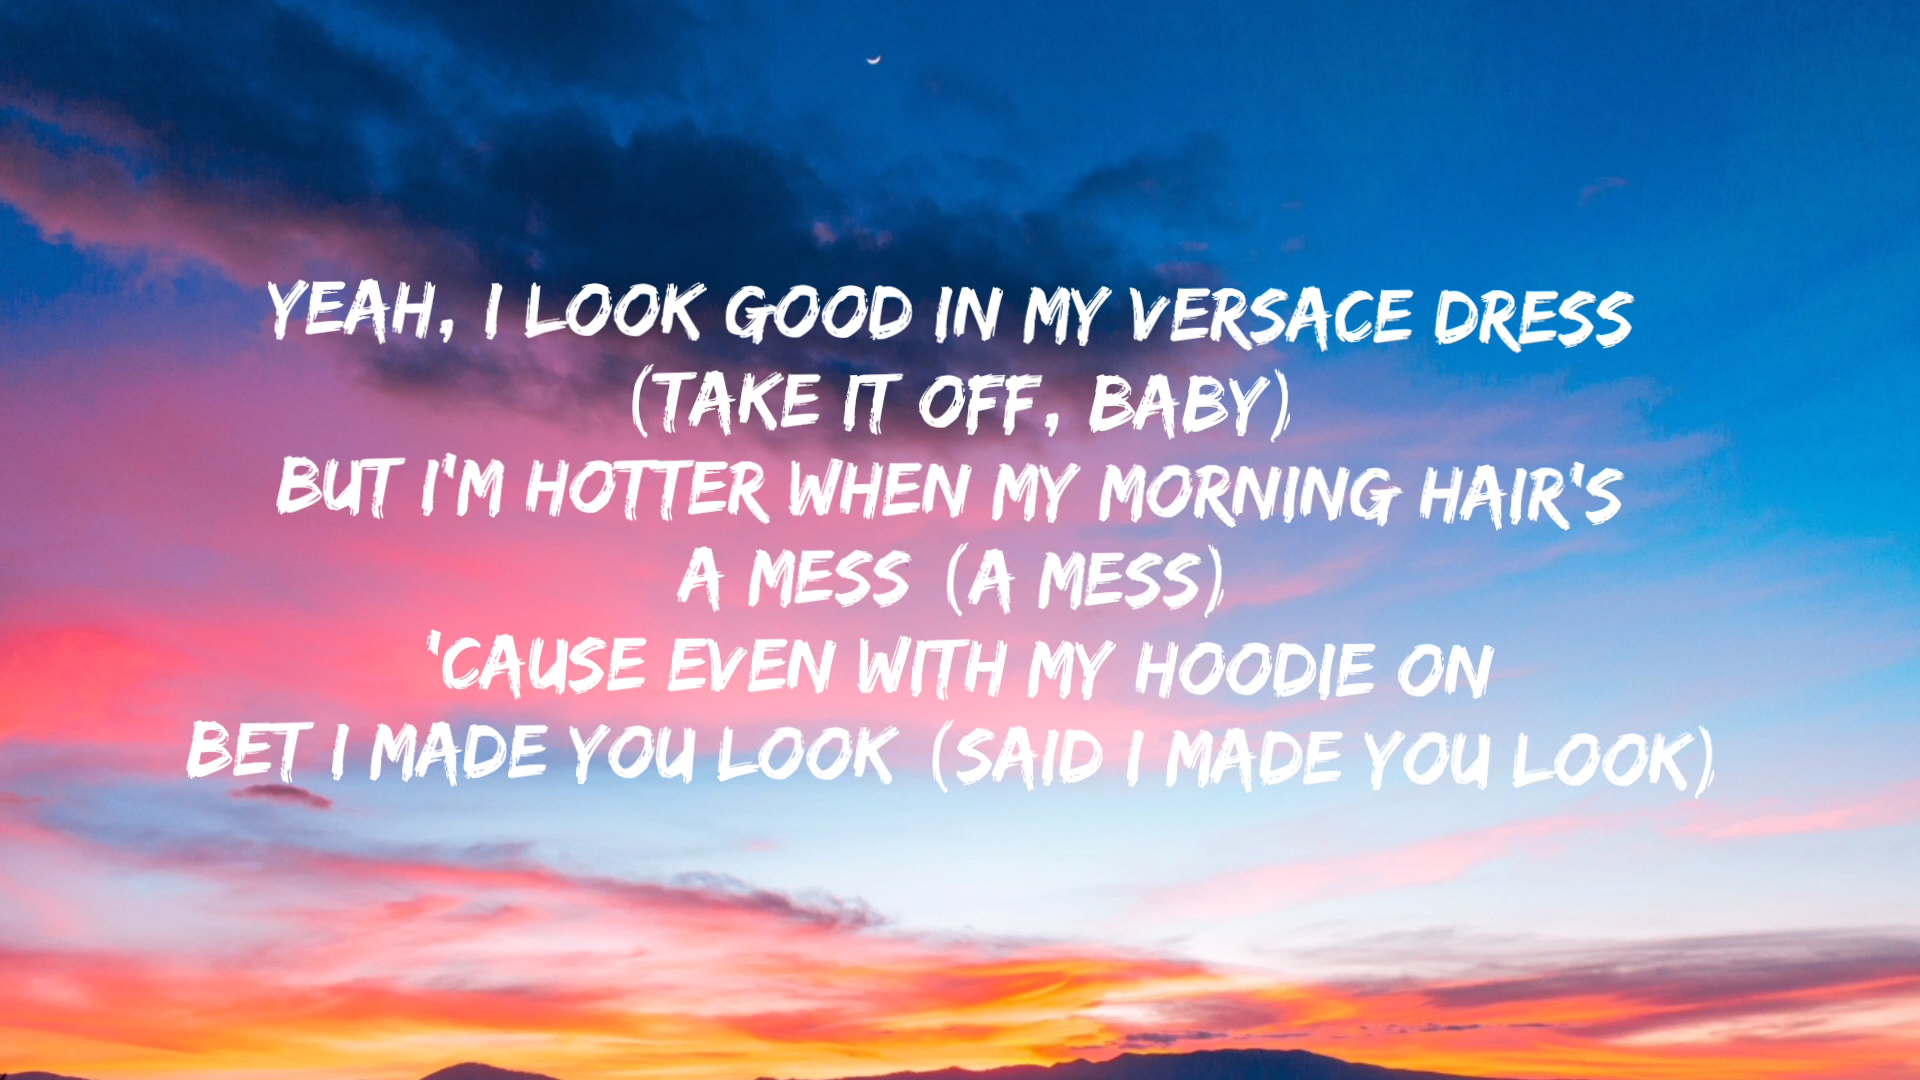 YEAH, I LOOK GOOD IN MY VERSACE DRESS
(TAKE IT OFF, BABY)
BUT I'M HOTTER WHEN MY MORNING HAIR'S
A MESS (A MESS)
'CAUSE EVEN WITH MY HOODIE ON
BET I MADE YOU LOOK (SAID I MADE YOU LOOK)